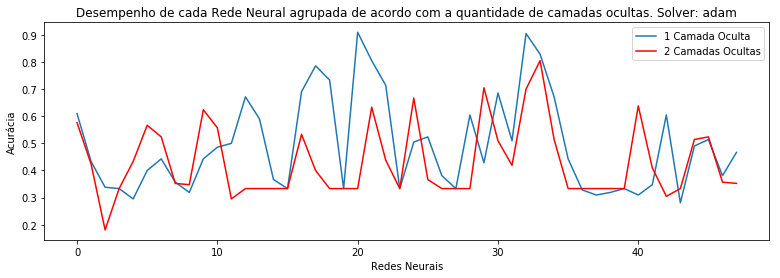 Desempenho de cada Rede Neural agrupada de acordo com a quantidade de camadas ocultas. Solver: adam
1 Camada Oculta
2 Camadas Ocultas
Acurácia
0.9
0.8
0.7
0.6
0.5
0.4
0.3
0.2
0 10 20 30 40
Redes Neurais